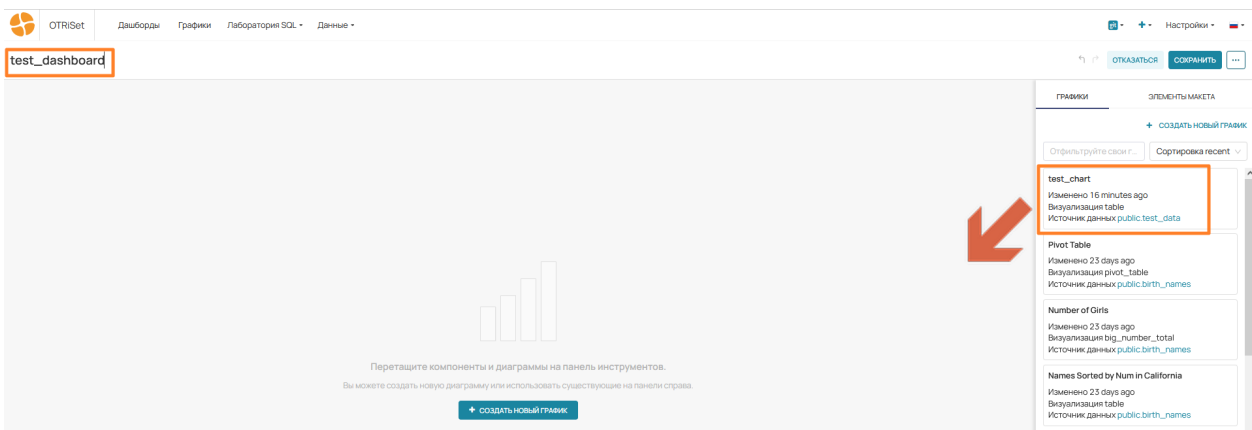 OTRiSet
Дашборды Графики Лаборатория SQL Данные
Настройки
test_dashboard
ОТКАЗАТЬСЯ СОХРАНИТЬ ...
ГРАФИКИ ЭЛЕМЕНТЫ МАКЕТА
+ СОЗДАТЬ НОВЫЙ ГРАФИК
Отфильтруйте свои г... Сортировка recent
test_chart
Изменено 16 minutes ago
Визуализация table
Источник данных public.test_data
Pivot Table
Изменено 23 days ago
Визуализация pivot_table
Источник данных public.birth_names
Number of Girls
Изменено 23 days ago
Визуализация big_number_total
Источник данных public.birth_names
Names Sorted by Num in California
Изменено 23 days ago
Визуализация table
Источник данных public.birth_names
Перетащите компоненты и диаграммы на панель инструментов.
Вы можете создать новую диаграмму или использовать существующие на панели справа.
+ СОЗДАТЬ НОВЫЙ ГРАФИК